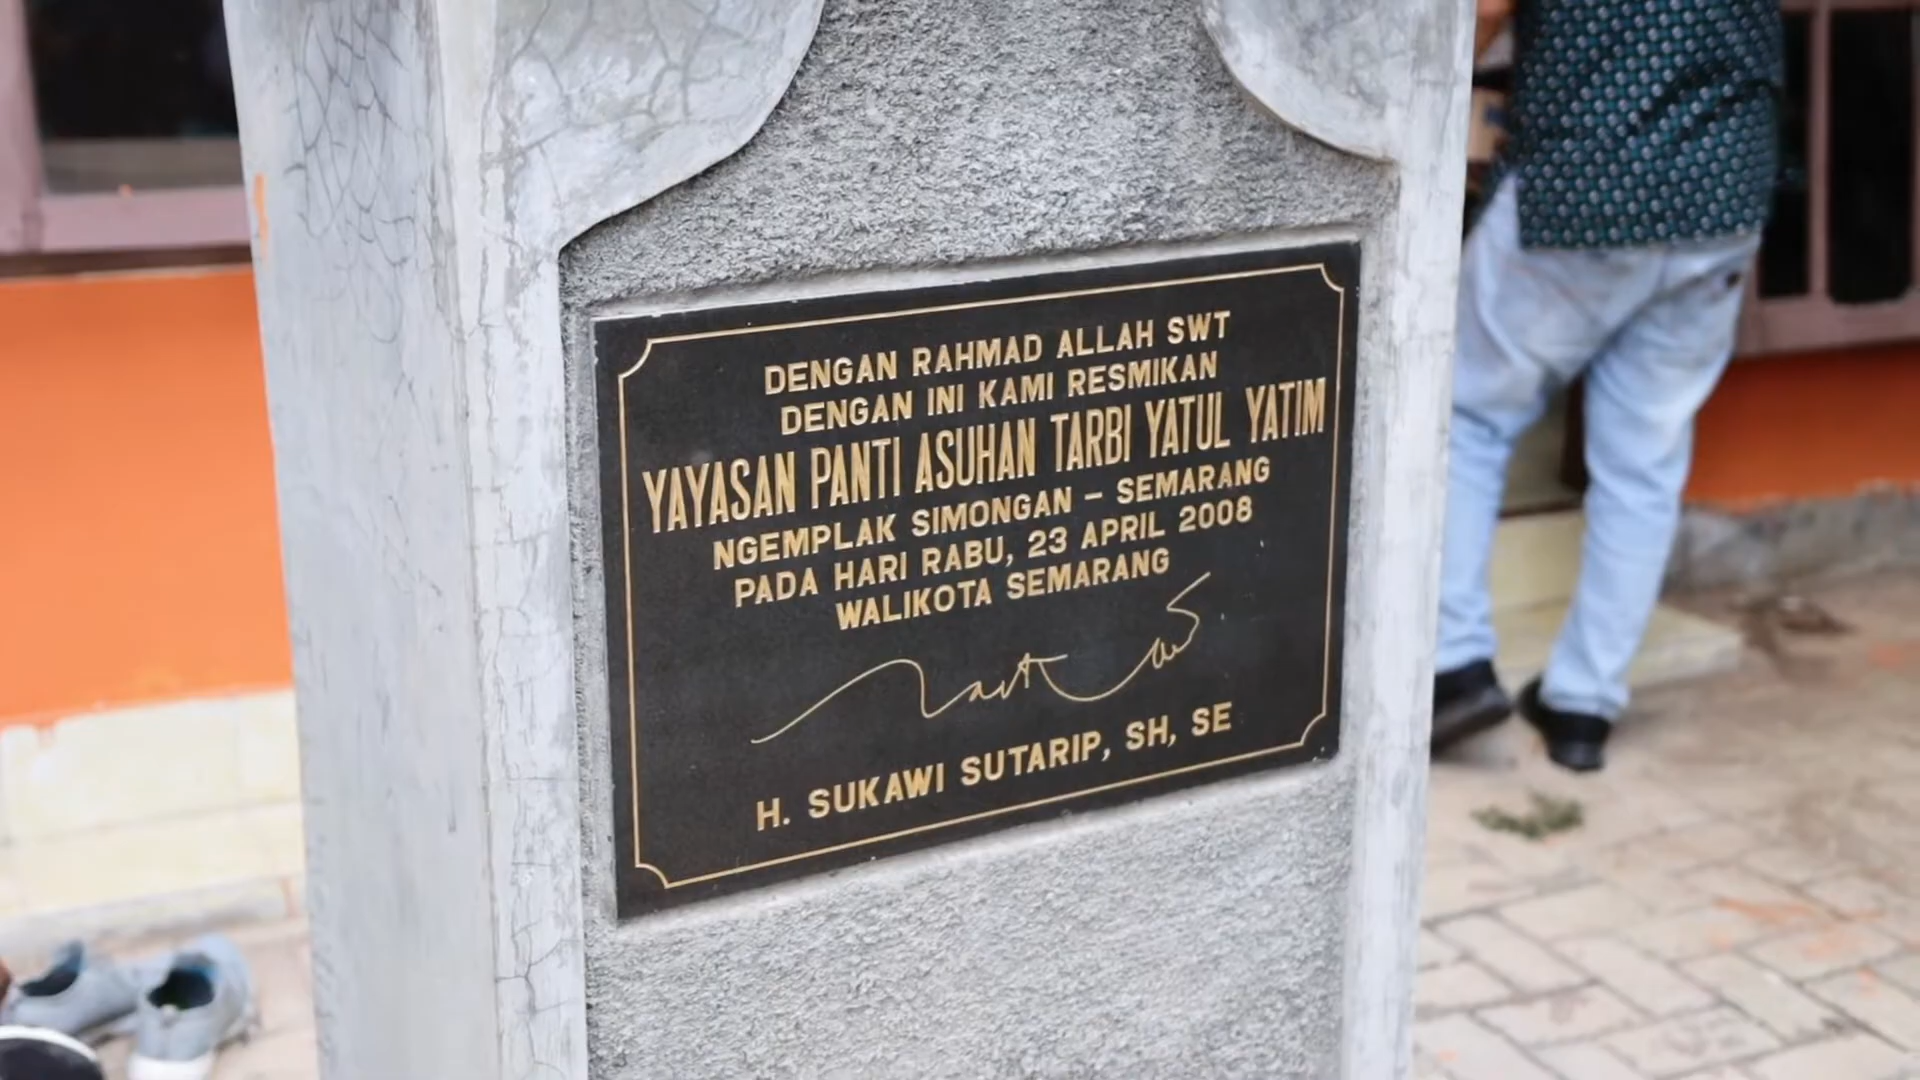 DENGAN RAHMAD ALLAH SWT
DENGAN INI KAMI RESMIKAN
YAYASAN PANTI ASUHAN TARBI YATUL YATIM
NGEMPLAK SIMONGAN – SEMARANG
PADA HARI RABU, 23 APRIL 2008
WALIKOTA SEMARANG
H. SUKAWI SUTARIP, SH, SE